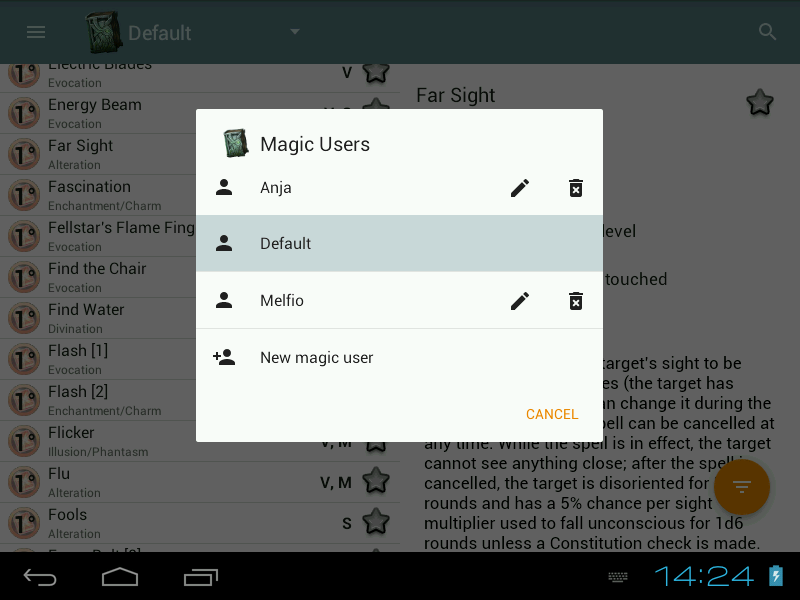 Default
Electric Blades
Evocation
V
Energy Beam
Evocation
Far Sight
Alteration
Fascination
Enchantment/Charm
Fellstar's Flame Fing
Evocation
Find the Chair
Evocation
Find Water
Divination
Flash [1]
Evocation
Flash [2]
Enchantment/Charm
Flicker
Illusion/Phantasm
V, M
Flu
Alteration
V, M
Fools
Alteration
S
Far Sight
Magic Users
Anja
Default
Melfio
New magic user
CANCEL
level
touched
target's sight to be
es (the target has
an change it during the
pell can be cancelled at
any time. While the spell is in effect, the target
cannot see anything close; after the spell is
cancelled, the target is disoriented for
rounds and has a 5% chance per sight
multiplier used to fall unconscious for 1d6
rounds unless a Constitution check is made.
14:24